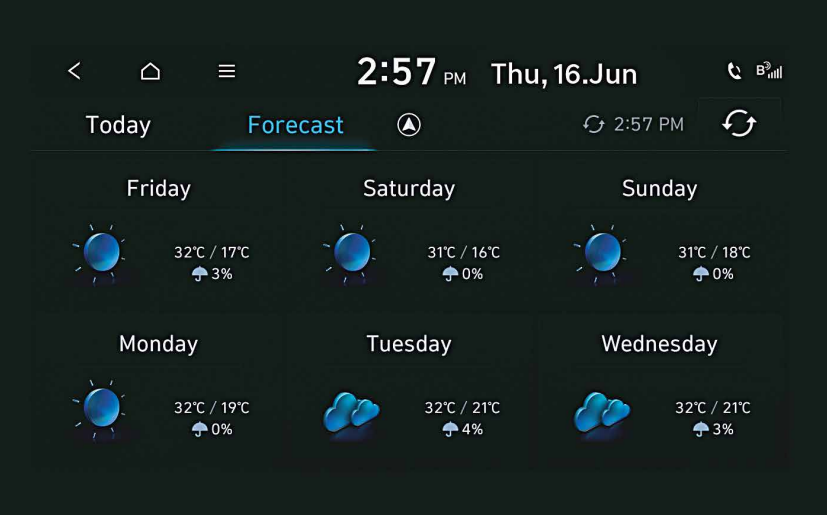 2:57 PM Thu, 16.Jun B
Today Forecast 2:57 PM
Friday Saturday Sunday
32℃ / 17℃ 31℃ / 16℃ 31℃ / 18℃
3% 0% 0%
Monday Tuesday Wednesday
32℃ / 19℃ 32℃ / 21℃ 32℃ / 21℃
0% 4% 3%